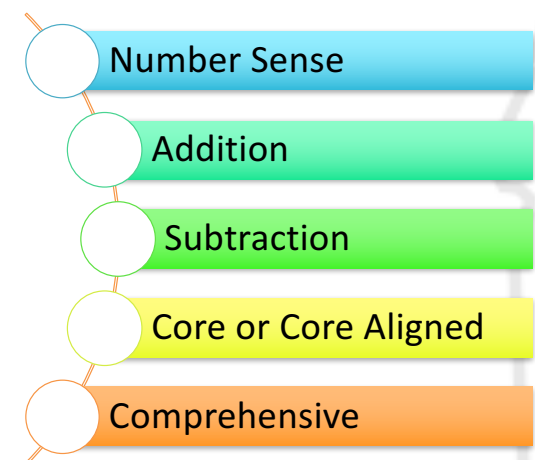 Number Sense
Addition
Subtraction
Core or Core Aligned
Comprehensive